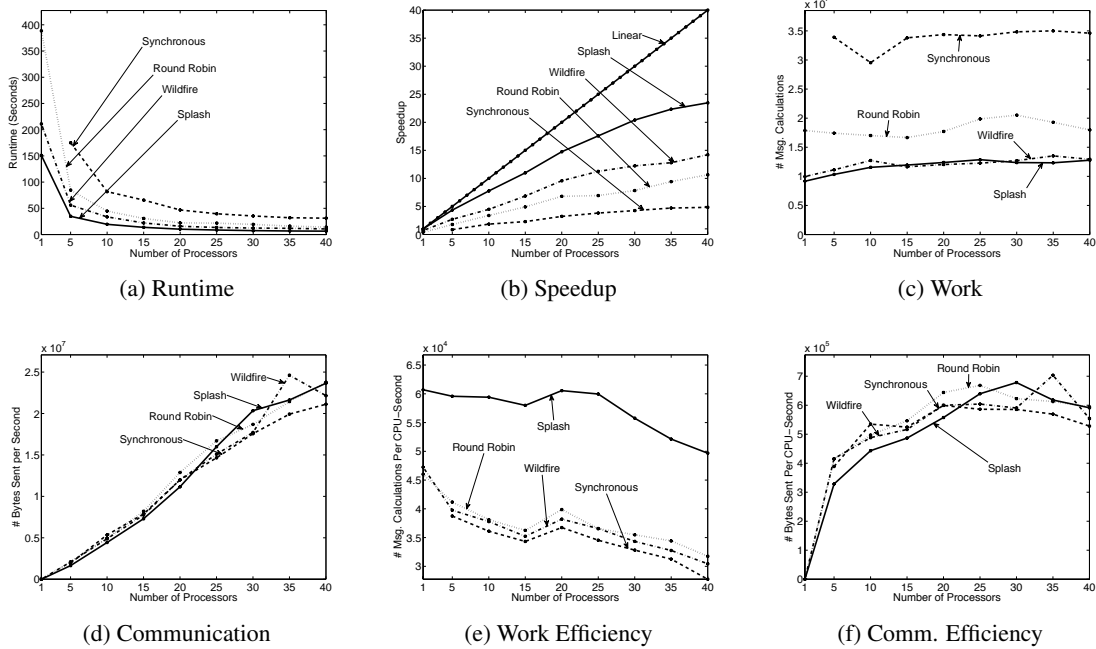 400
350
300
250
200
150
100
50
0
Runtime (Seconds)
Synchronous
Round Robin
Wildfire
Splash
1 5 10 15 20 25 30 35 40
Number of Processors
(a) Runtime
40
35
30
25
20
15
10
5
1
Speedup
Linear
Splash
Wildfire
Round Robin
Synchronous
1 5 10 15 20 25 30 35 40
Number of Processors
(b) Speedup
x 10
3.5
3
2.5
2
1.5
1
0.5
0
# Msg. Calculations
Synchronous
Round Robin
Wildfire
Splash
1 5 10 15 20 25 30 35 40
Number of Processors
(c) Work
x 10⁷
2.5
2
1.5
1
0.5
0
# Bytes Sent per Second
Wildfire
Splash
Round Robin
Synchronous
1 5 10 15 20 25 30 35 40
Number of Processors
(d) Communication
x 10⁴
6.5
6
5.5
5
4.5
4
3.5
3
# Msg. Calculations Per CPU−Second
Splash
Round Robin
Wildfire
Synchronous
1 5 10 15 20 25 30 35 40
Number of Processors
(e) Work Efficiency
x 10⁵
7
6
5
4
3
2
1
0
# Bytes Sent Per CPU−Second
Round Robin
Synchronous
Wildfire
Splash
1 5 10 15 20 25 30 35 40
Number of Processors
(f) Comm. Efficiency